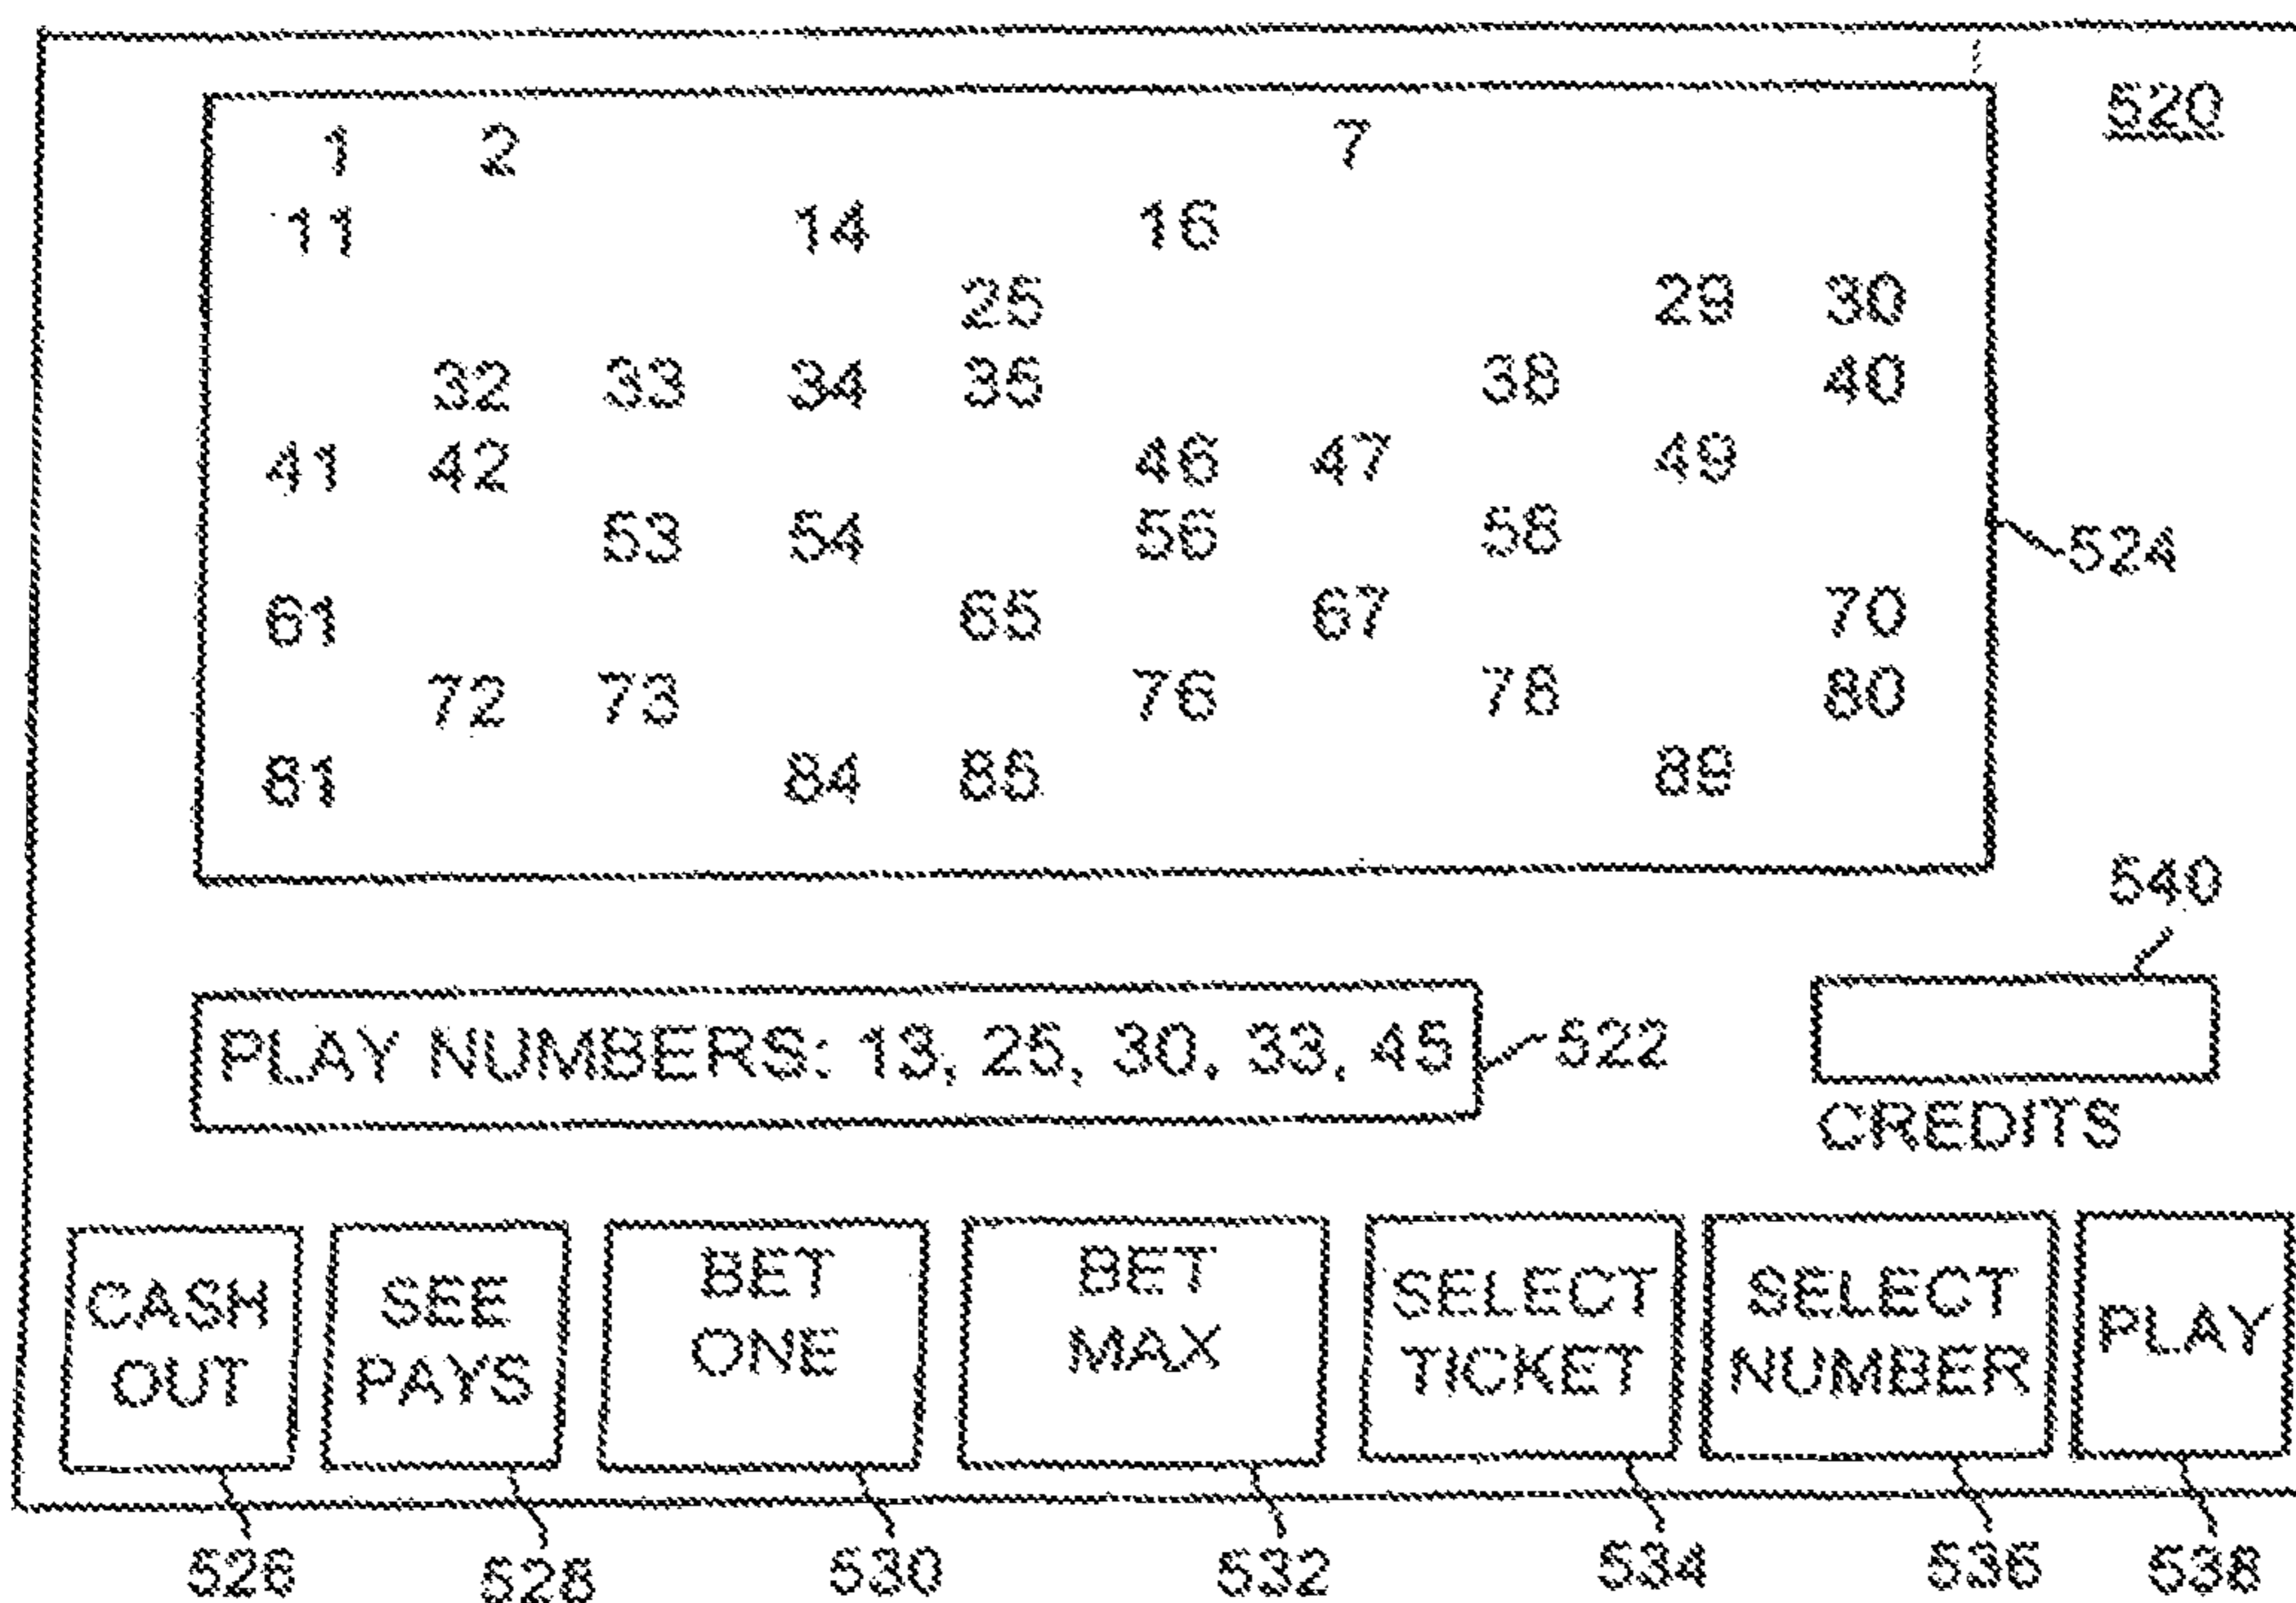 520
1 2 7
11 14 16
25 29 30
32 33 34 35 38 40
41 42 46 47 49
53 54 56 58
524
61 65 67 70
72 73 76 78 80
81 84 85 89
540
PLAY NUMBERS: 13, 25, 30, 33, 45
522
CREDITS
CASH OUT
SEE PAYS
BET ONE
BET MAX
SELECT TICKET
SELECT NUMBER
PLAY
526 528 530 532 534 536 538